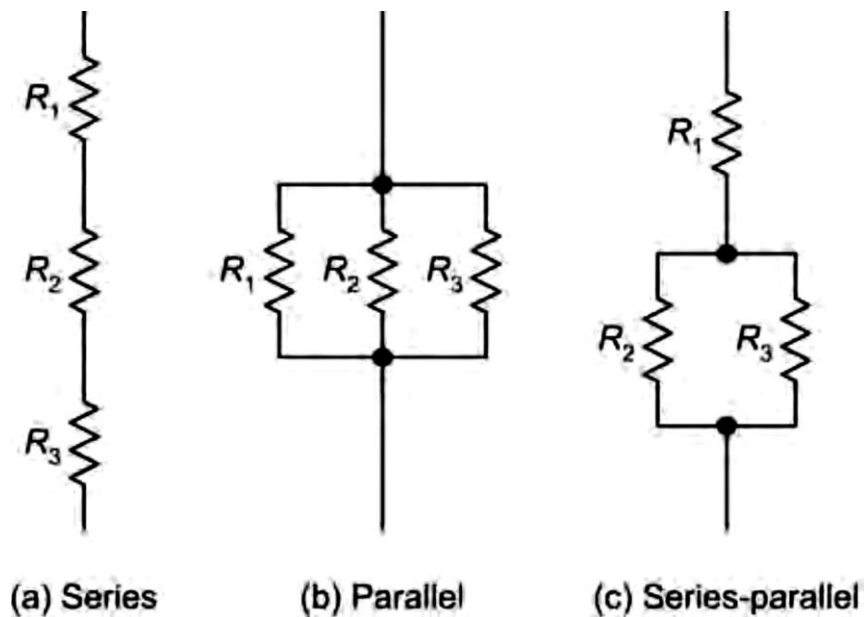 R1
R2
R3
(a) Series
R1
R2
R3
(b) Parallel
R1
R2
R3
(c) Series-parallel